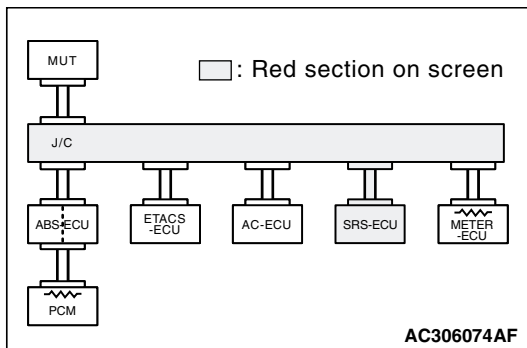 MUT
: Red section on screen
J/C
ABS-ECU
ETACS
-ECU
AC-ECU
SRS-ECU
METER
-ECU
PCM
AC306074AF